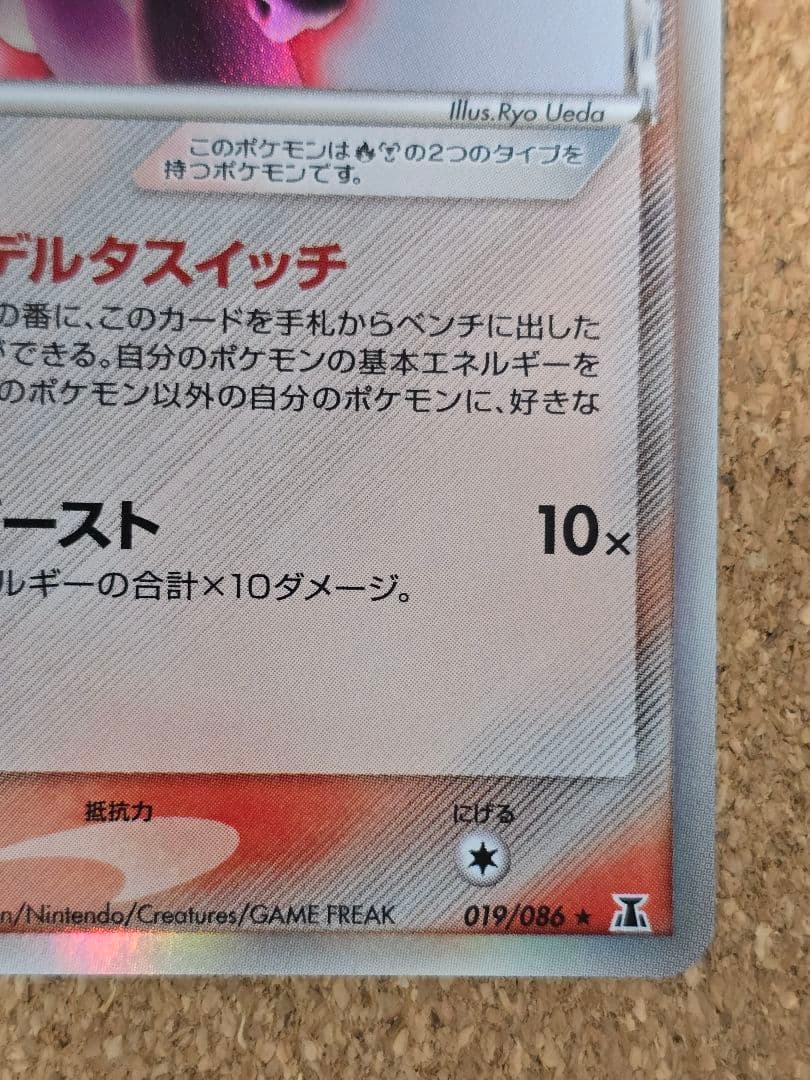 Illus.Ryo Ueda
このポケモンはの2つのタイプを
持つポケモンです。
デルタスイッチ
の番に、このカードを手札からベンチに出した
できる。自分のポケモンの基本エネルギーを
のポケモン以外の自分のポケモンに、好きな
ースト
10×
ルギーの合計×10ダメージ。
抵抗力
にげる
n/Nintendo/Creatures/GAME FREAK
019/086 ★